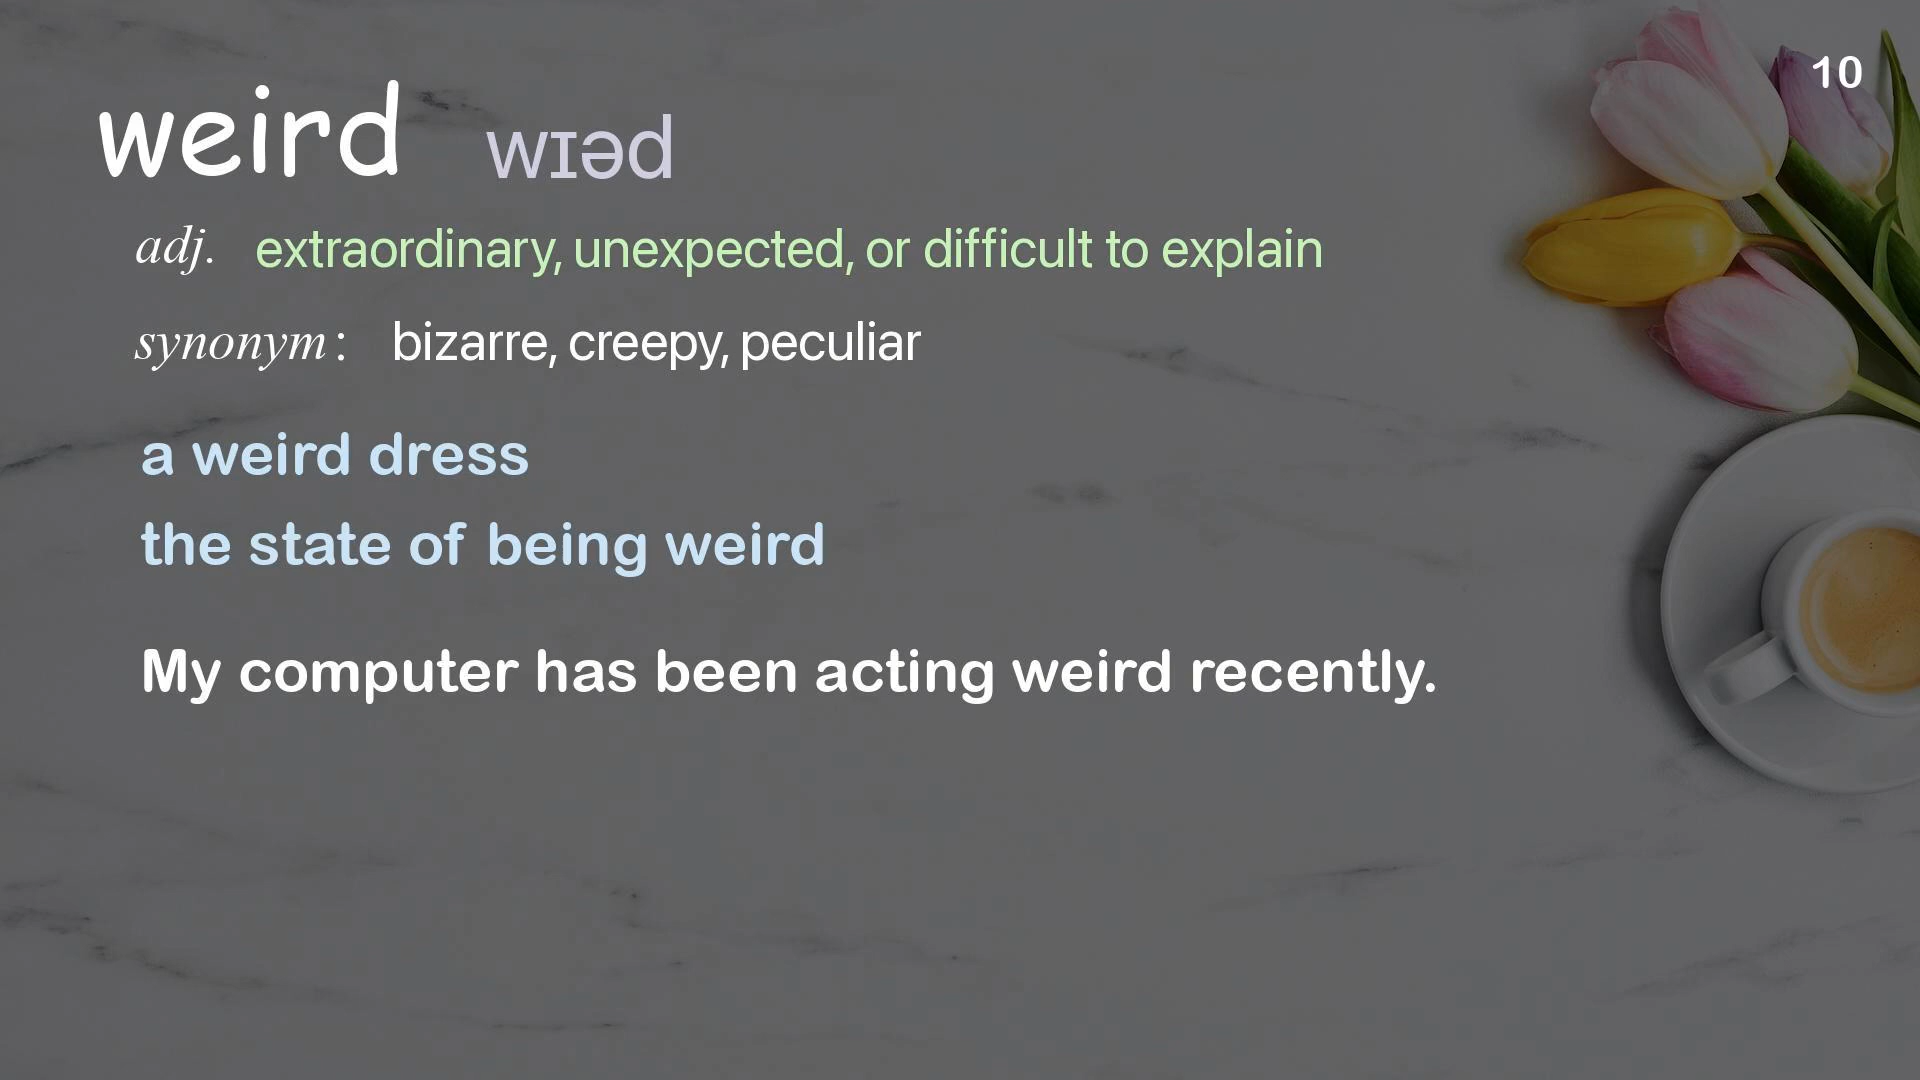 10
weird wɪəd
adj. extraordinary, unexpected, or difficult to explain
synonym: bizarre, creepy, peculiar
a weird dress
the state of being weird
My computer has been acting weird recently.